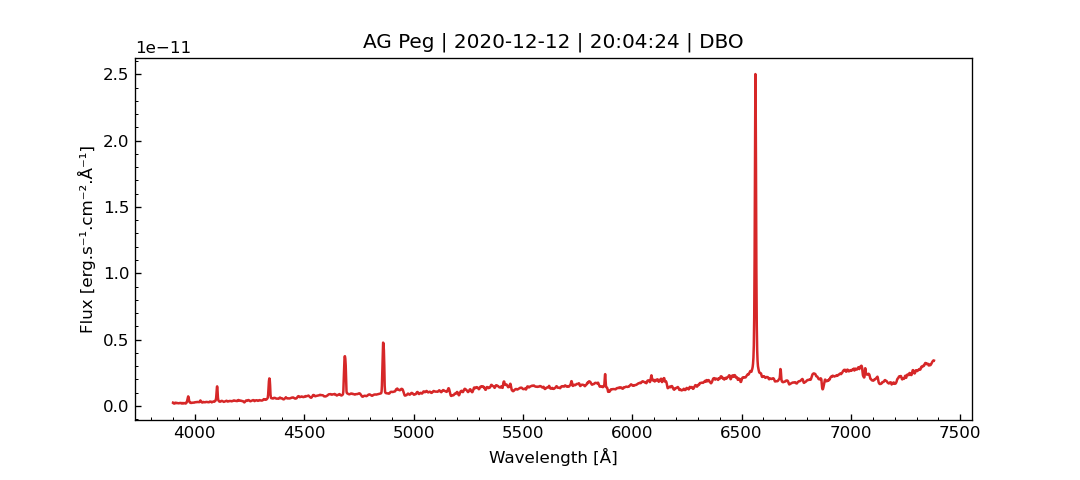 AG Peg | 2020-12-12 | 20:04:24 | DBO
1e−11
2.5
2.0
1.5
1.0
0.5
0.0
Flux [erg.s⁻¹.cm⁻².Å⁻¹]
4000 4500 5000 5500 6000 6500 7000 7500
Wavelength [Å]